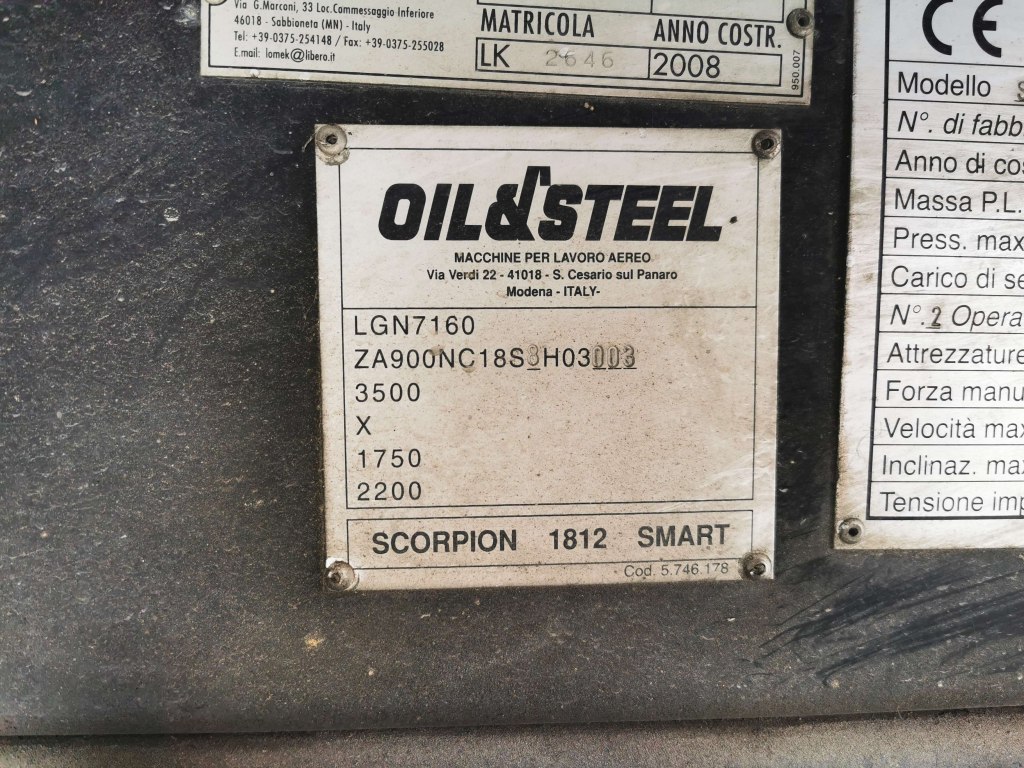 Via G.Marconi, 33 Loc.Commessaggio Inferiore
46018 - Sabbioneta (MN) - Italy
Tel: +39-0375-254148 / Fax: +39-0375-255028
E.mail: lomek@libero.it
MATRICOLA ANNO COSTR.
LK 2646 2008
950.007
OIL&STEEL
MACCHINE PER LAVORO AEREO
Via Verdi 22 - 41018 - S. Cesario sul Panaro
Modena - ITALY-
LGN7160
ZA900NC18S8H03003
3500
X
1750
2200
SCORPION 1812 SMART
Cod. 5.746.178
CE
Modello
N°. di fabb
Anno di cos
Massa P.L.
Press. max
Carico di se
N°.2 Opera
Attrezzature
Forza manu
Velocità max
Inclinaz. max
Tensione imp